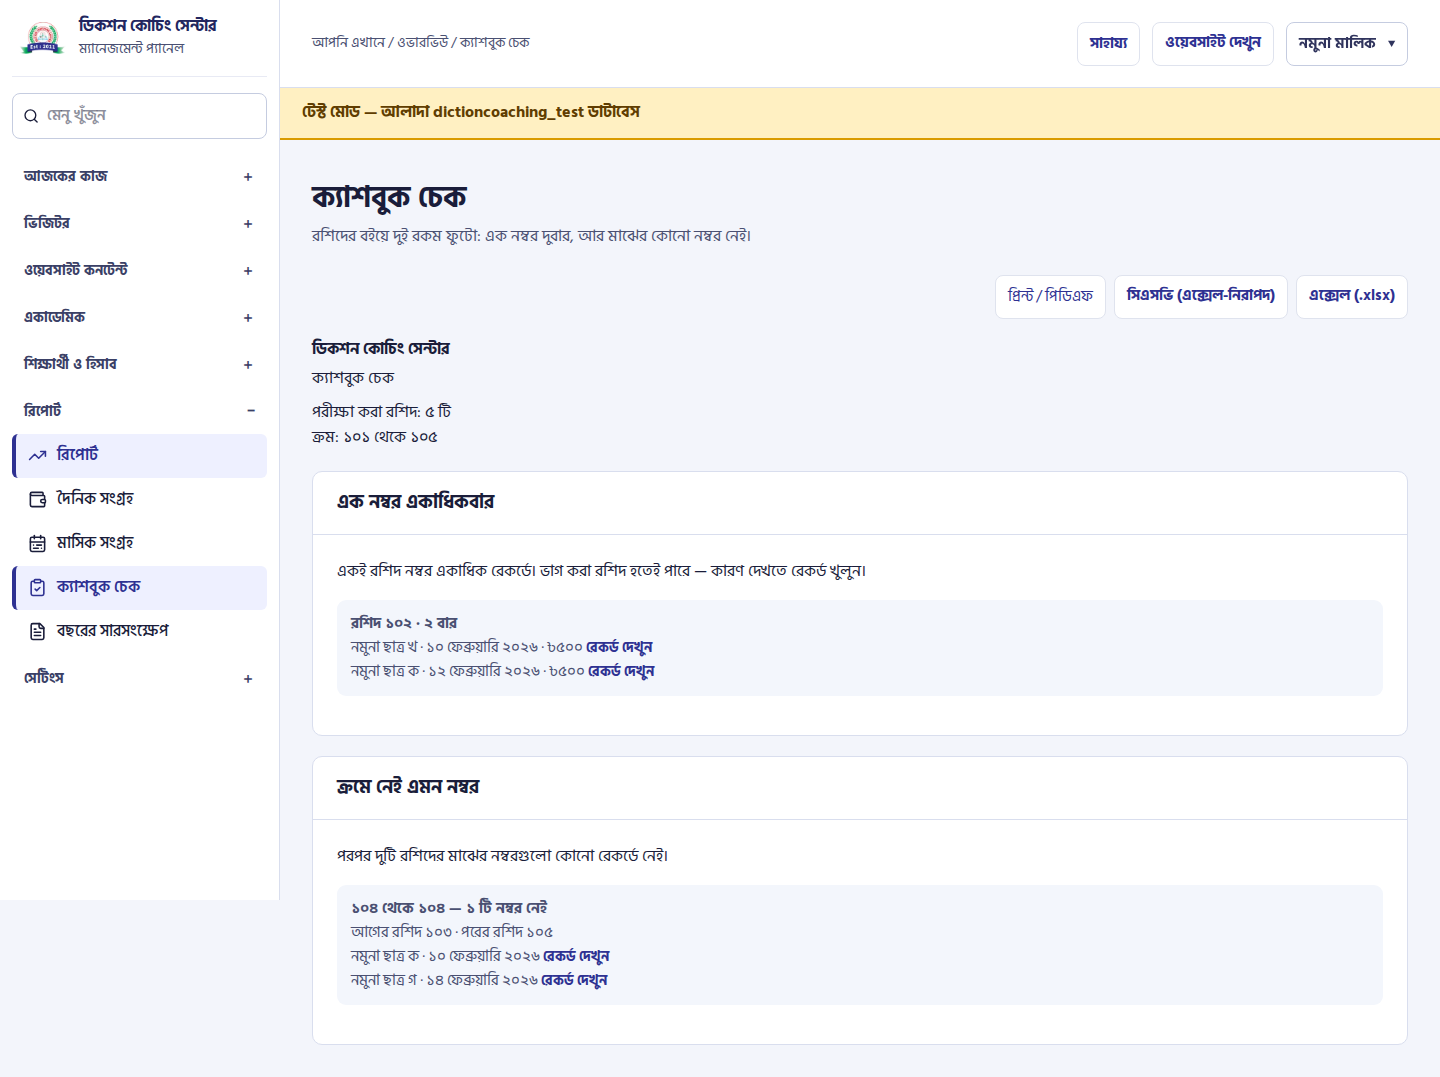 ডিকশন কোচিং সেন্টার
ম্যানেজমেন্ট প্যানেল
Est : 2011
মেনু খুঁজুন
আজকের কাজ +
ভিজিটর +
ওয়েবসাইট কনটেন্ট +
একাডেমিক +
শিক্ষার্থী ও হিসাব +
রিপোর্ট −
রিপোর্ট
দৈনিক সংগ্রহ
মাসিক সংগ্রহ
ক্যাশবুক চেক
বছরের সারসংক্ষেপ
সেটিংস +
আপনি এখানে / ওভারভিউ / ক্যাশবুক চেক
সাহায্য
ওয়েবসাইট দেখুন
নমুনা মালিক ▾
টেস্ট মোড — আলাদা dictioncoaching_test ডাটাবেস
ক্যাশবুক চেক
রশিদের বইয়ে দুই রকম ফুটো: এক নম্বর দুবার, আর মাঝের কোনো নম্বর নেই।
প্রিন্ট / পিডিএফ
সিএসভি (এক্সেল-নিরাপদ)
এক্সেল (.xlsx)
ডিকশন কোচিং সেন্টার
ক্যাশবুক চেক
পরীক্ষা করা রশিদ: ৫ টি
ক্রম: ১০১ থেকে ১০৫
এক নম্বর একাধিকবার
একই রশিদ নম্বর একাধিক রেকর্ডে। ভাগ করা রশিদ হতেই পারে — কারণ দেখতে রেকর্ড খুলুন।
রশিদ ১০২ · ২ বার
নমুনা ছাত্র খ · ১০ ফেব্রুয়ারি ২০২৬ · ৳৫০০ রেকর্ড দেখুন
নমুনা ছাত্র ক · ১২ ফেব্রুয়ারি ২০২৬ · ৳৫০০ রেকর্ড দেখুন
ক্রমে নেই এমন নম্বর
পরপর দুটি রশিদের মাঝের নম্বরগুলো কোনো রেকর্ডে নেই।
১০৪ থেকে ১০৪ — ১ টি নম্বর নেই
আগের রশিদ ১০৩ · পরের রশিদ ১০৫
নমুনা ছাত্র ক · ১০ ফেব্রুয়ারি ২০২৬ রেকর্ড দেখুন
নমুনা ছাত্র গ · ১৪ ফেব্রুয়ারি ২০২৬ রেকর্ড দেখুন